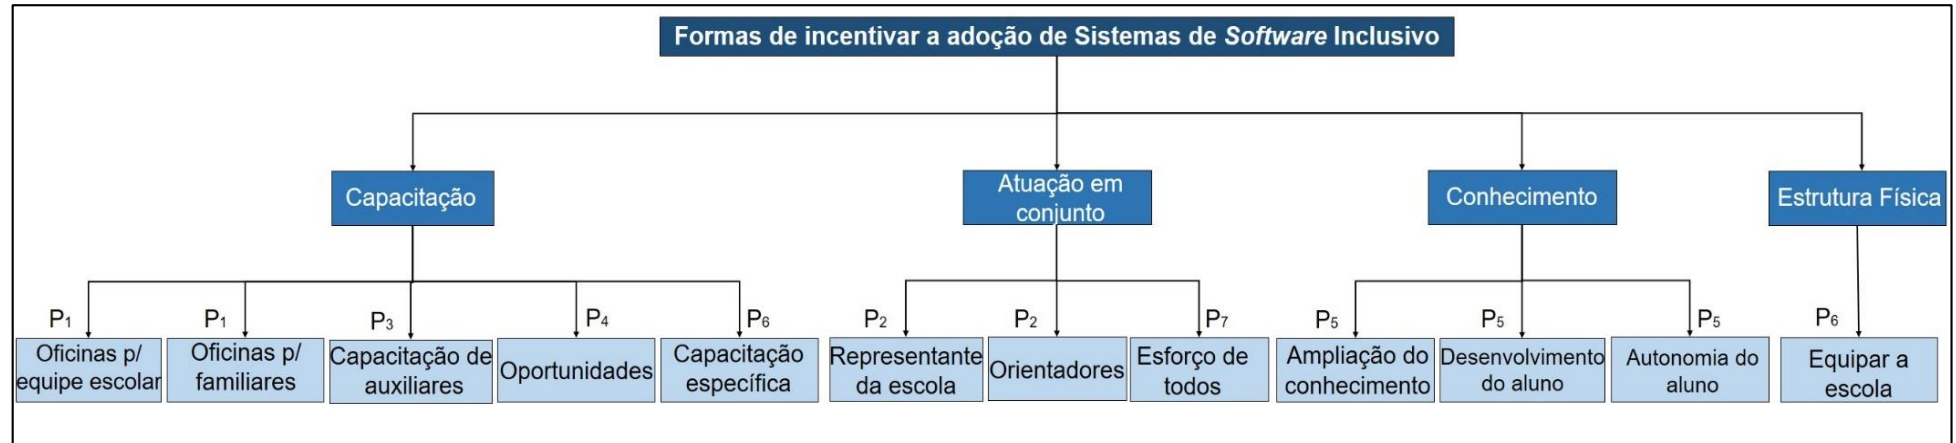 Formas de incentivar a adoção de Sistemas de Software Inclusivo
Capacitação
Atuação em
conjunto
Conhecimento
Estrutura Física
P1
P1
P3
P4
P6
P2
P2
P7
P5
P5
P5
P6
Oficinas p/
equipe escolar
Oficinas p/
familiares
Capacitação de
auxiliares
Oportunidades
Capacitação
específica
Representante
da escola
Orientadores
Esforço de
todos
Ampliação do
conhecimento
Desenvolvimento
do aluno
Autonomia do
aluno
Equipar a
escola